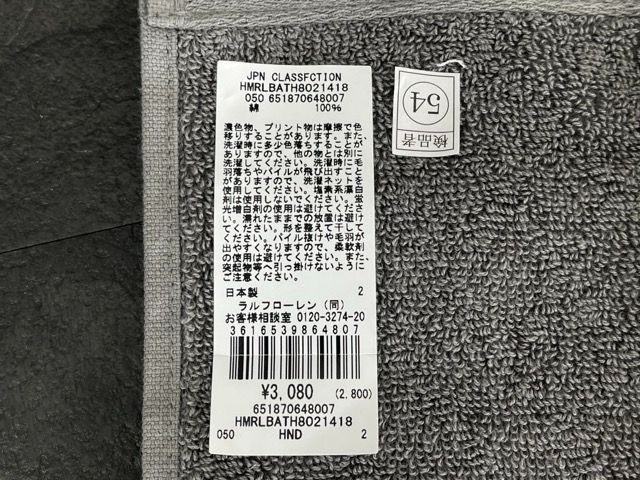 JPN CLASSFCTION
HMRLBATH8021418
050 651870648007
綿 100%
濃色物、プリント物は摩擦で色
移りすることがあります。また、
洗濯時に多少色落ちすることが
ありますので、他の物とは別に
洗濯してください。洗濯時に毛
羽落ちやパイルが飛び出すこと
がありますので、洗濯ネットを
使用してください。塩素系漂白
剤は使用しないでください。蛍
光増白剤の使用は避けてくださ
い。濡れたままでの放置は避け
てください。形を整えて干して
ください。パイル抜けや毛羽が
出やすくなりますので、柔軟剤
の使用は避けてください。また、
突起物等へ引っ掛けないように
ご注意ください。
日本製 2
ラルフローレン(同)
お客様相談室 0120-3274-20
3616539864807
¥3,080 (2,800)
651870648007
HMRLBATH8021418
050 HND 2
検品者
54